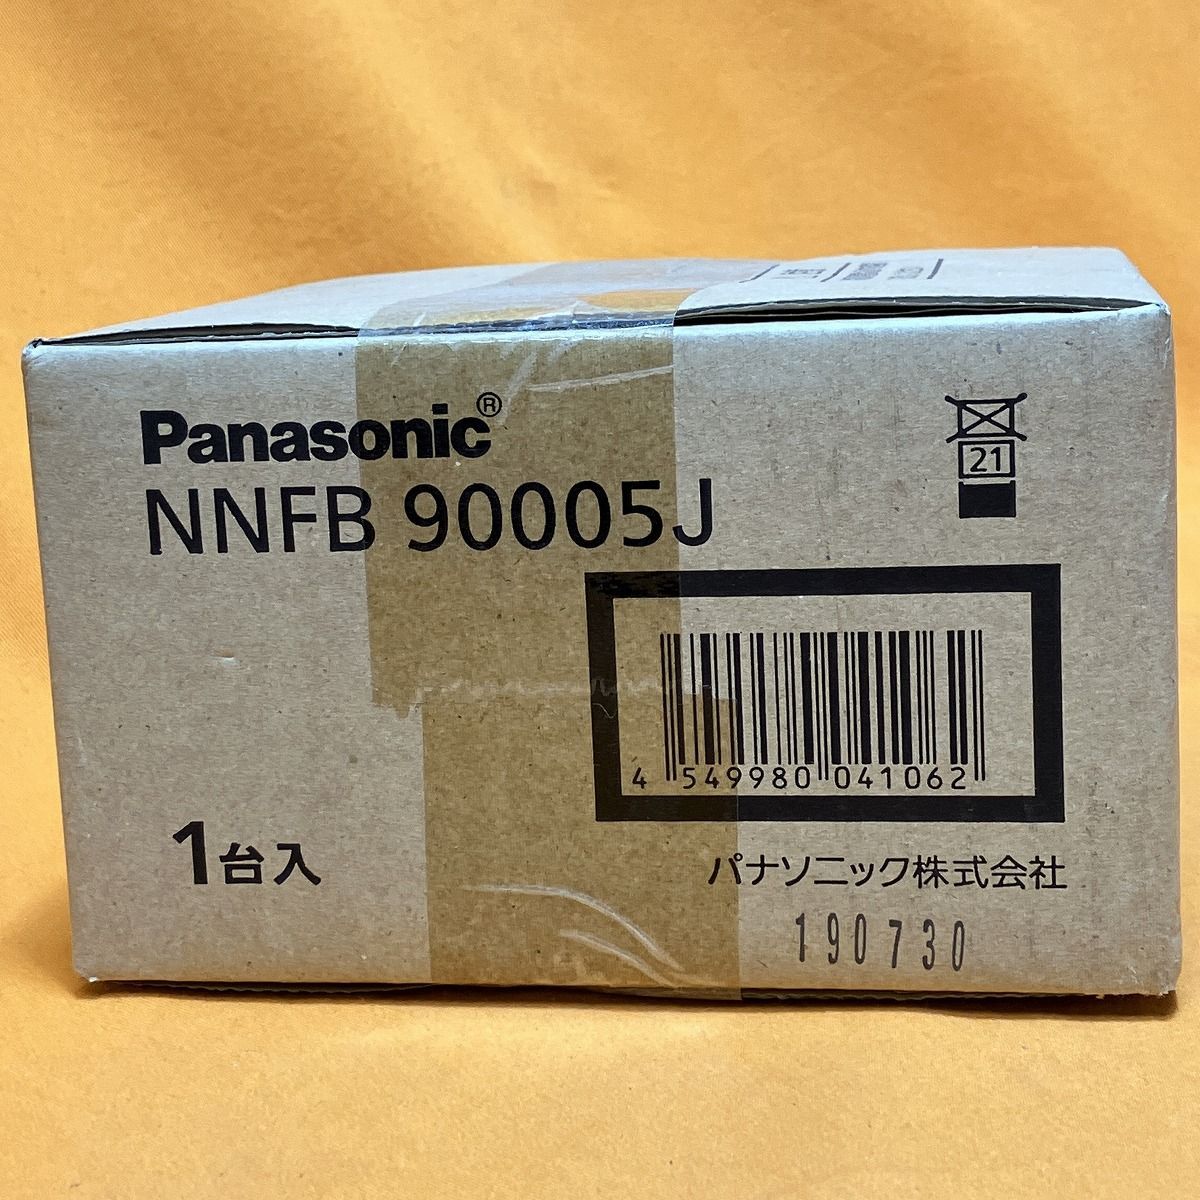 Panasonic®
NNFB 90005J
21
4 549980 041062
1台入
パナソニック株式会社
190730